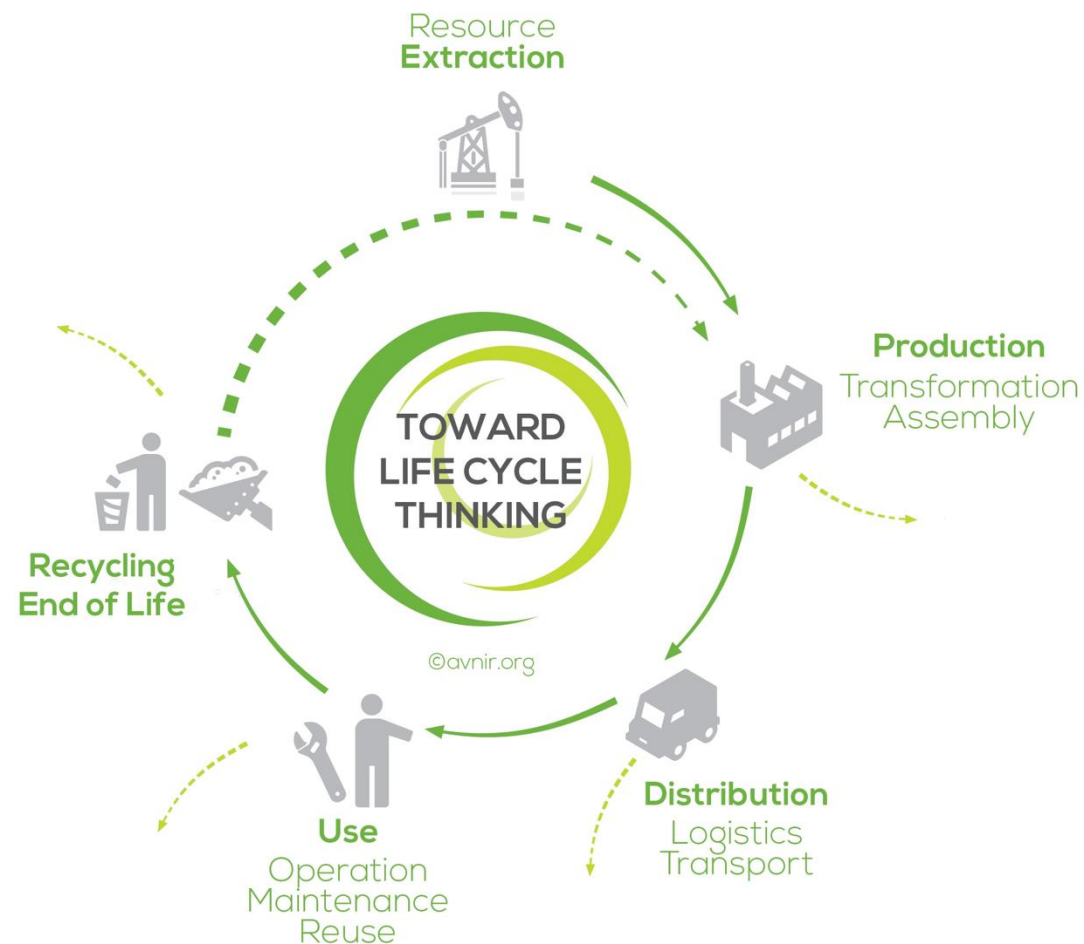 Resource
Extraction
Production
Transformation
Assembly
TOWARD
LIFE CYCLE
THINKING
Recycling
End of Life
©avnir.org
Distribution
Logistics
Transport
Use
Operation
Maintenance
Reuse